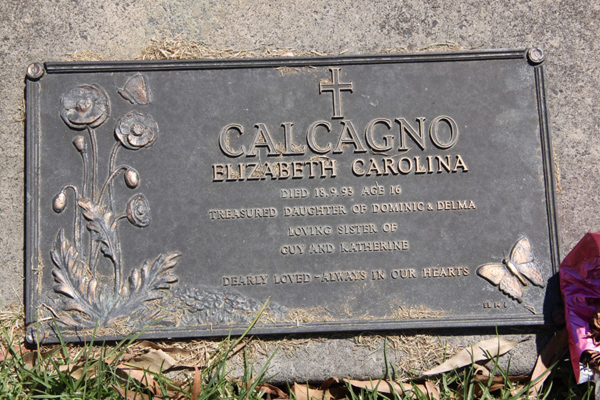 CALCAGNO
ELIZABETH CAROLINA
DIED 18.9.93 AGE 16
TREASURED DAUGHTER OF DOMINIC & DELMA
LOVING SISTER OF
GUY AND KATHERINE
DEARLY LOVED - ALWAYS IN OUR HEARTS